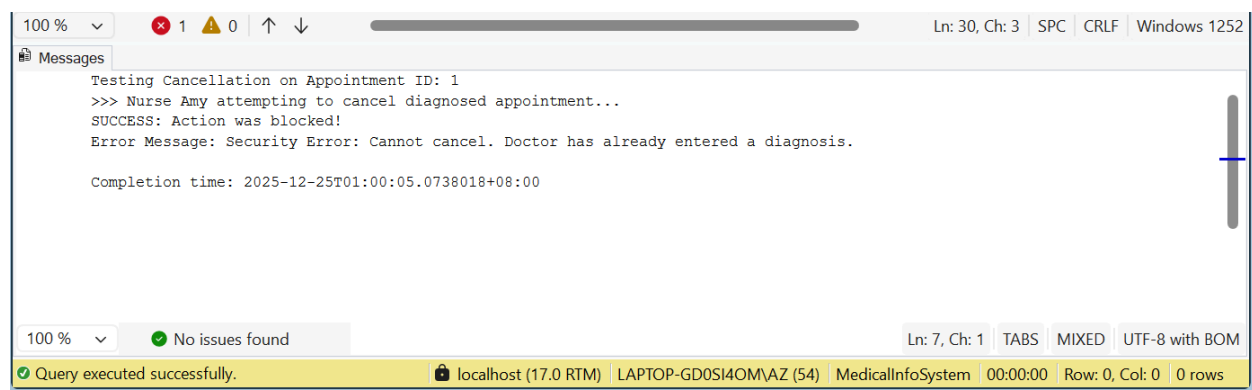 100 % 1 0 Ln: 30, Ch: 3 SPC CRLF Windows 1252
Messages
Testing Cancellation on Appointment ID: 1
>>> Nurse Amy attempting to cancel diagnosed appointment...
SUCCESS: Action was blocked!
Error Message: Security Error: Cannot cancel. Doctor has already entered a diagnosis.
Completion time: 2025-12-25T01:00:05.0738018+08:00
100 % No issues found Ln: 7, Ch: 1 TABS MIXED UTF-8 with BOM
Query executed successfully. localhost (17.0 RTM) LAPTOP-GD0SI4OM\AZ (54) MedicalInfoSystem 00:00:00 Row: 0, Col: 0 0 rows